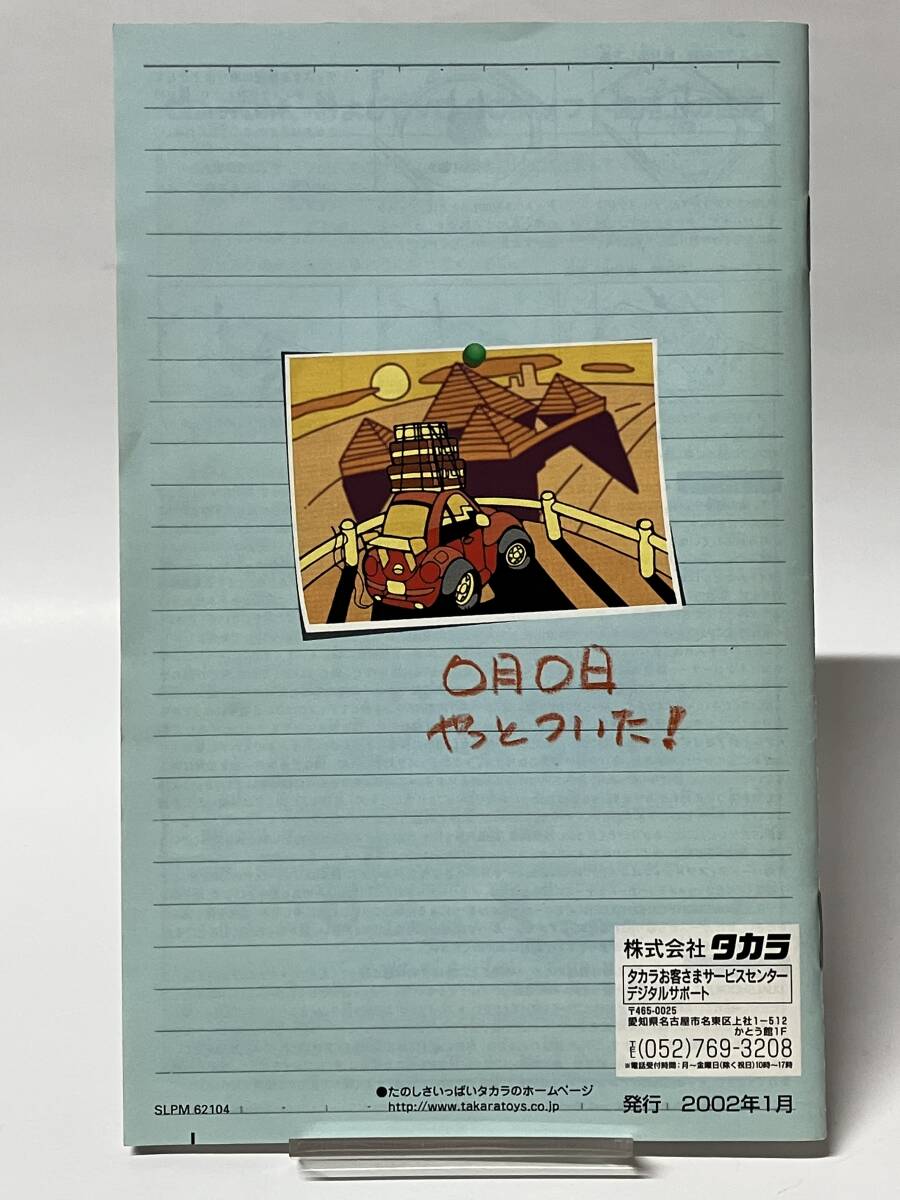 〇月〇日
やっとついた!
株式会社 タカラ
タカラお客さまサービスセンター
デジタルサポート
〒465-0025
愛知県名古屋市名東区上社1-512
かとう館1F
TEL(052)769-3208
※電話受付時間:月〜金曜日(除く祝日)10時〜17時
●たのしさいっぱいタカラのホームページ
http://www.takaratoys.co.jp
SLPM 62104
発行 2002年1月